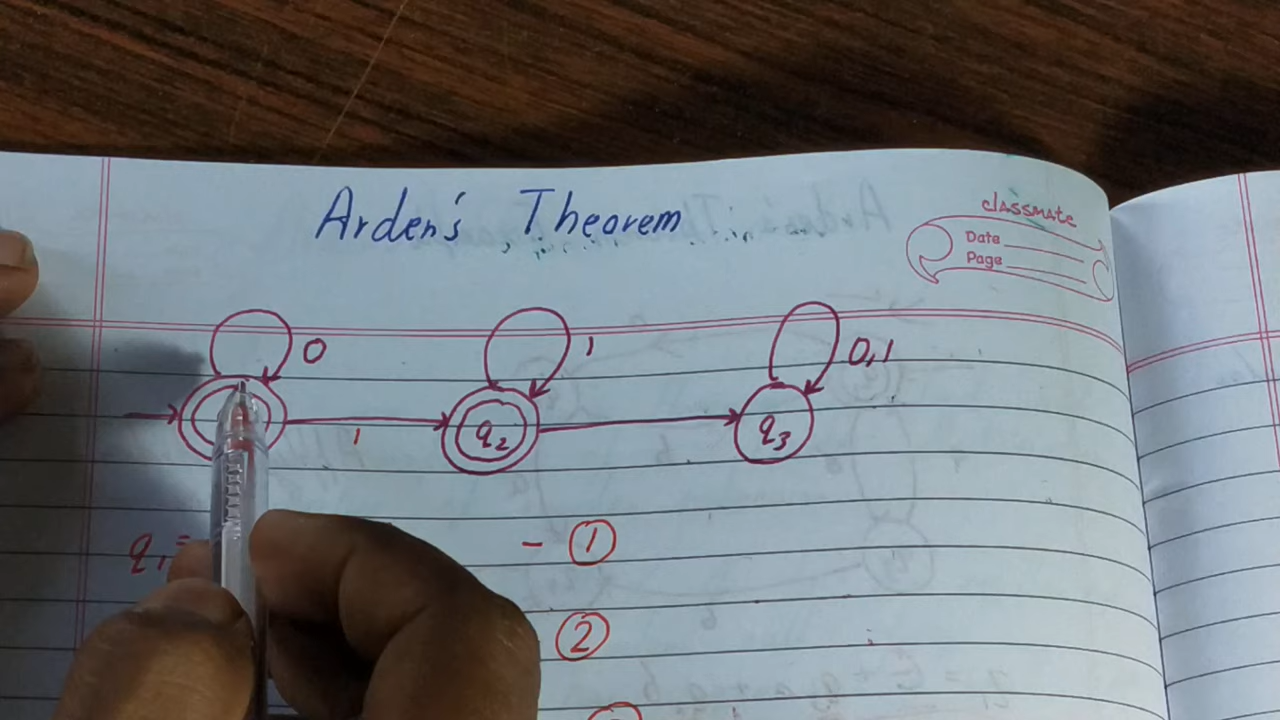 Arden's Theorem
classmate
Date
Page
0
1
0,1
1
q2
q3
q1=
- 1
2